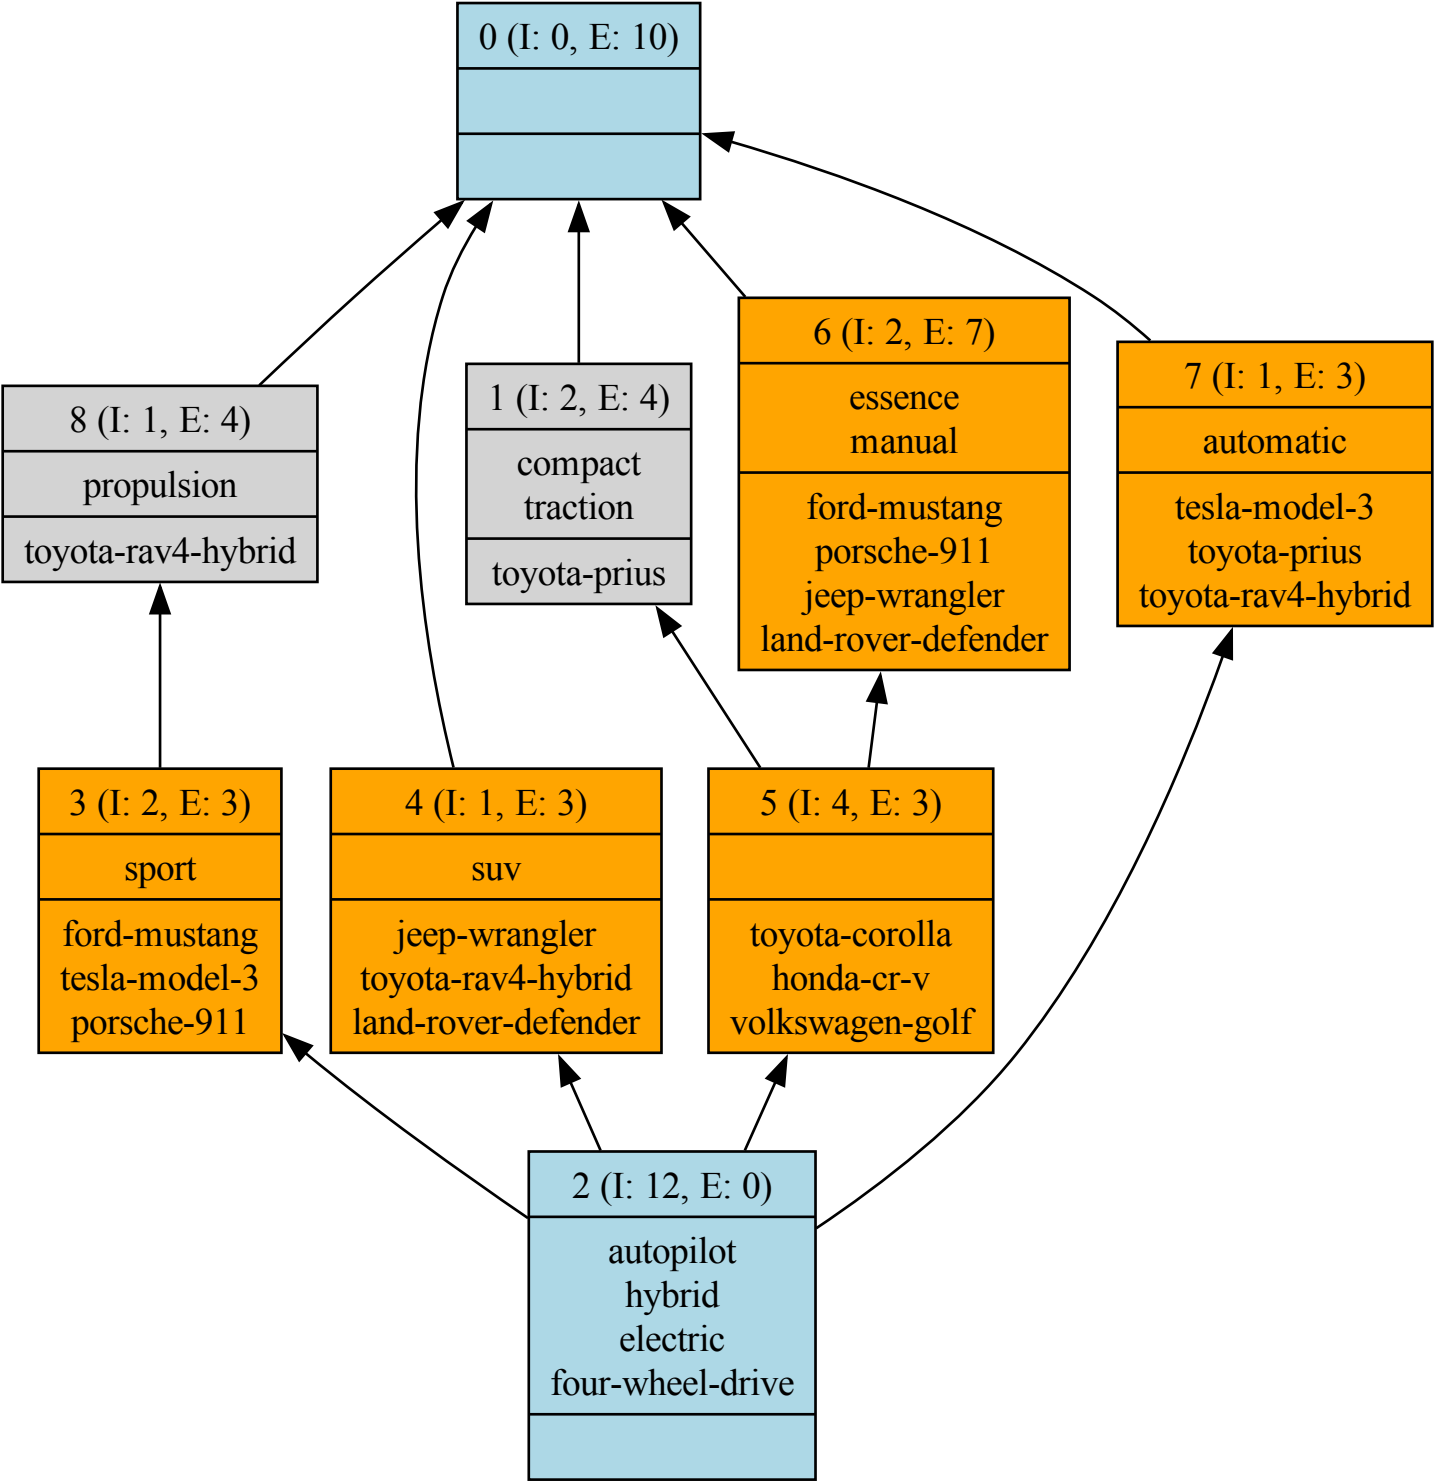 0 (I: 0, E: 10)
6 (I: 2, E: 7)
essence
manual
ford-mustang
porsche-911
jeep-wrangler
land-rover-defender
7 (I: 1, E: 3)
automatic
tesla-model-3
toyota-prius
toyota-rav4-hybrid
1 (I: 2, E: 4)
compact
traction
toyota-prius
8 (I: 1, E: 4)
propulsion
toyota-rav4-hybrid
3 (I: 2, E: 3)
sport
ford-mustang
tesla-model-3
porsche-911
4 (I: 1, E: 3)
suv
jeep-wrangler
toyota-rav4-hybrid
land-rover-defender
5 (I: 4, E: 3)
toyota-corolla
honda-cr-v
volkswagen-golf
2 (I: 12, E: 0)
autopilot
hybrid
electric
four-wheel-drive